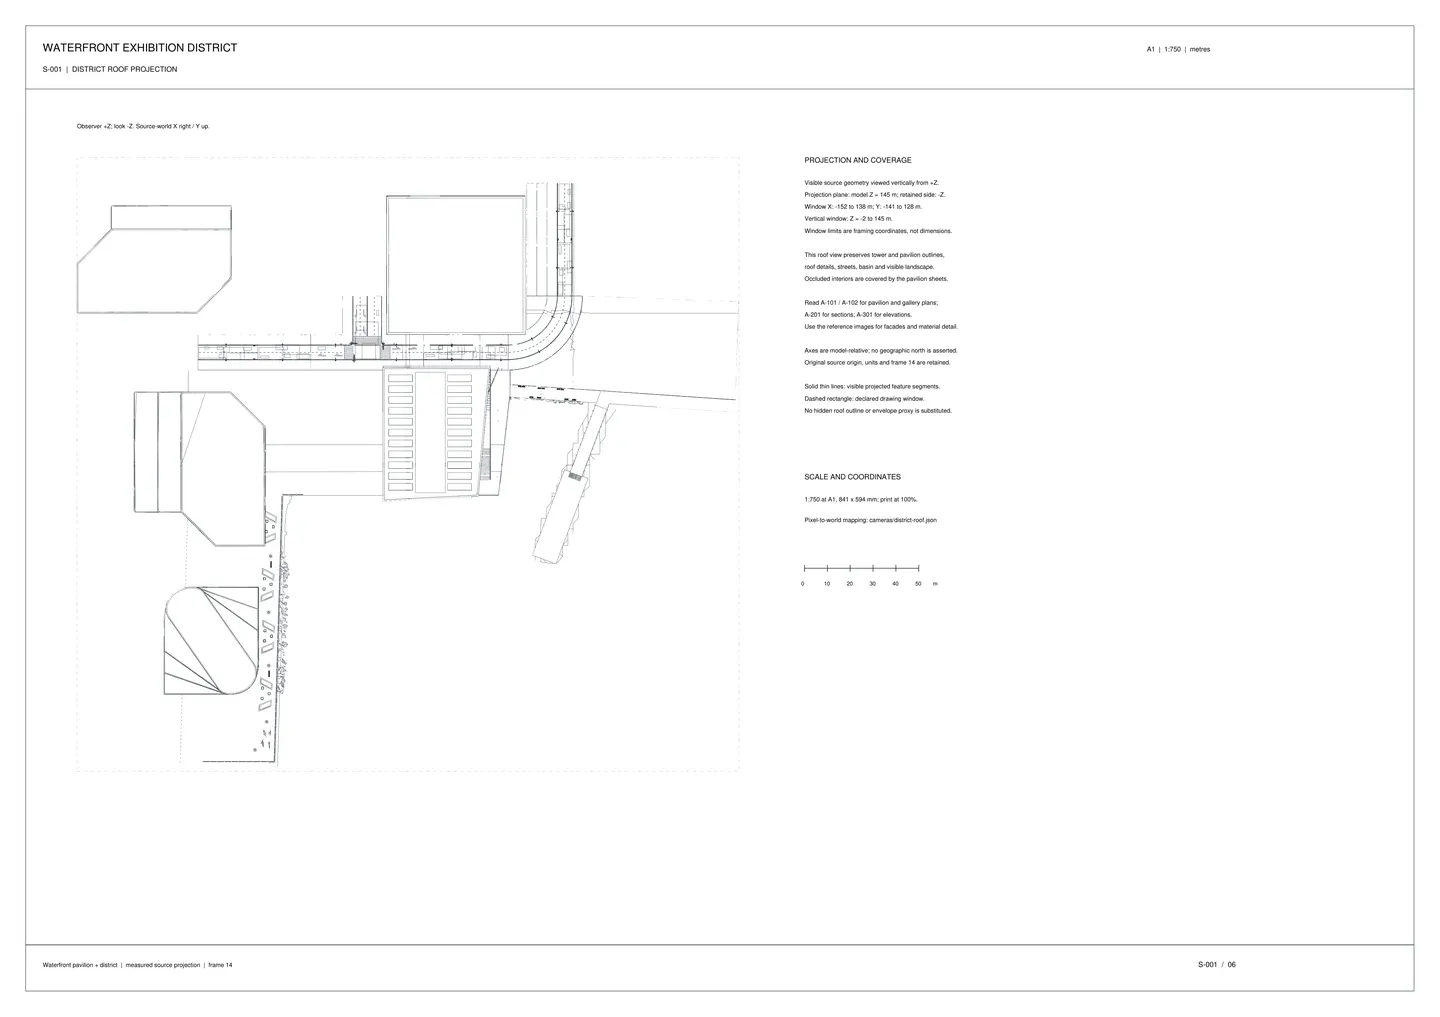 WATERFRONT EXHIBITION DISTRICT
A1 | 1:750 | metres
S-001 | DISTRICT ROOF PROJECTION
Observer +Z; look -Z. Source-world X right / Y up.
PROJECTION AND COVERAGE
Visible source geometry viewed vertically from +Z.
Projection plane: model Z = 145 m; retained side: -Z.
Window X: -152 to 138 m; Y: -141 to 128 m.
Vertical window: Z = -2 to 145 m.
Window limits are framing coordinates, not dimensions.
This roof view preserves tower and pavilion outlines,
roof details, streets, basin and visible landscape.
Occluded interiors are covered by the pavilion sheets.
Read A-101 / A-102 for pavilion and gallery plans;
A-201 for sections; A-301 for elevations.
Use the reference images for facades and material detail.
Axes are model-relative; no geographic north is asserted.
Original source origin, units and frame 14 are retained.
Solid thin lines: visible projected feature segments.
Dashed rectangle: declared drawing window.
No hidden roof outline or envelope proxy is substituted.
SCALE AND COORDINATES
1:750 at A1, 841 x 594 mm; print at 100%.
Pixel-to-world mapping: cameras/district-roof.json
0 10 20 30 40 50 m
Waterfront pavilion + district | measured source projection | frame 14
S-001 / 06